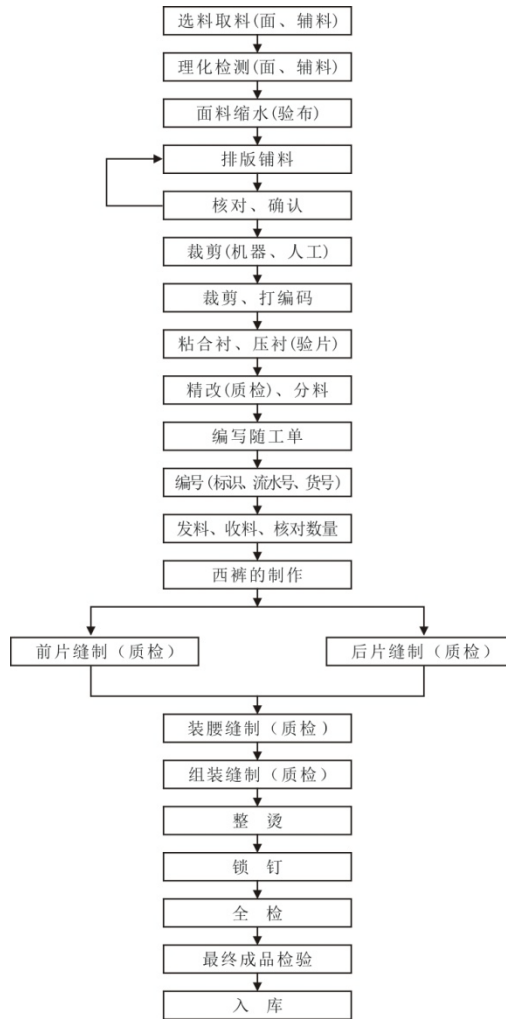 选料取料(面、辅料)
理化检测(面、辅料)
面料缩水(验布)
排版铺料
核对、确认
裁剪(机器、人工)
裁剪、打编码
粘合衬、压衬(验片)
精改(质检)、分料
编写随工单
编号(标识、流水号、货号)
发料、收料、核对数量
西裤的制作
前片缝制（质检）
后片缝制（质检）
装腰缝制（质检）
组装缝制（质检）
整 烫
锁 钉
全 检
最终成品检验
入 库